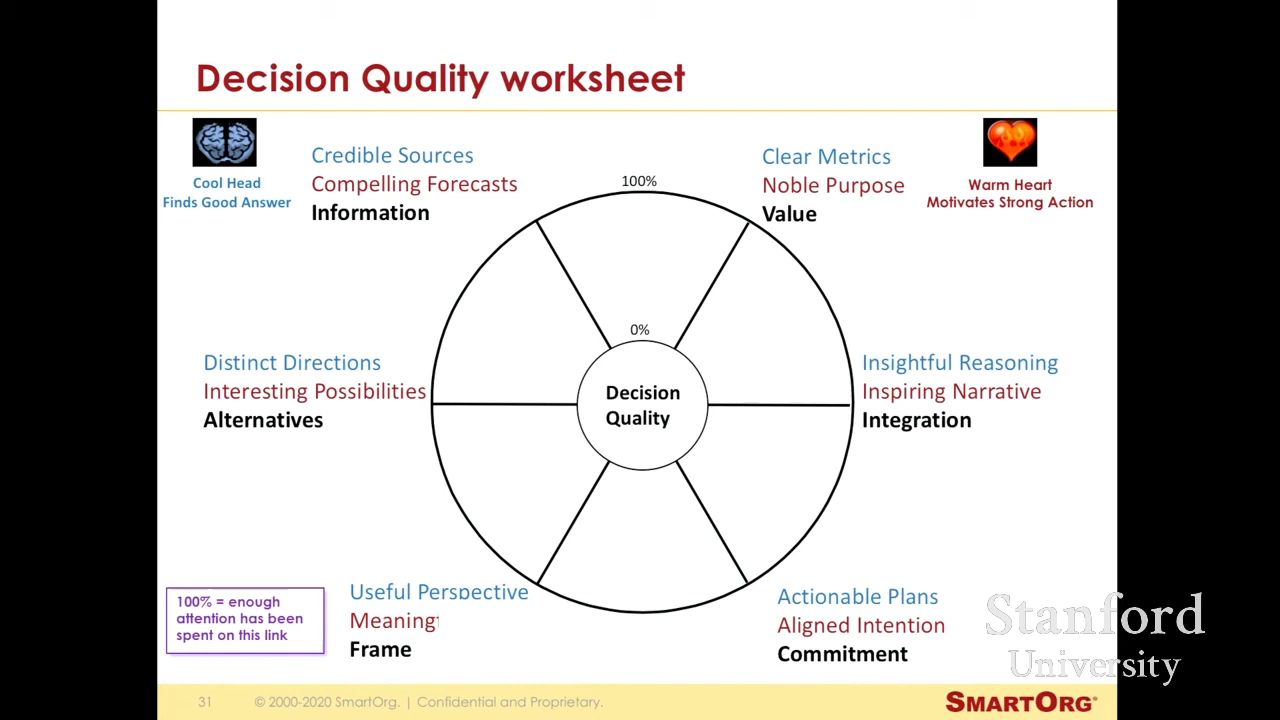 Decision Quality worksheet
Cool Head
Finds Good Answer
Credible Sources
Compelling Forecasts
Information
100%
Clear Metrics
Noble Purpose
Value
Warm Heart
Motivates Strong Action
0%
Distinct Directions
Interesting Possibilities
Alternatives
Decision
Quality
Insightful Reasoning
Inspiring Narrative
Integration
100% = enough
attention has been
spent on this link
Useful Perspective
Frame
Actionable Plans
Aligned Intention
Commitment
Stanford
University
31
© 2000-2020 SmartOrg. | Confidential and Proprietary.
SMARTORG®